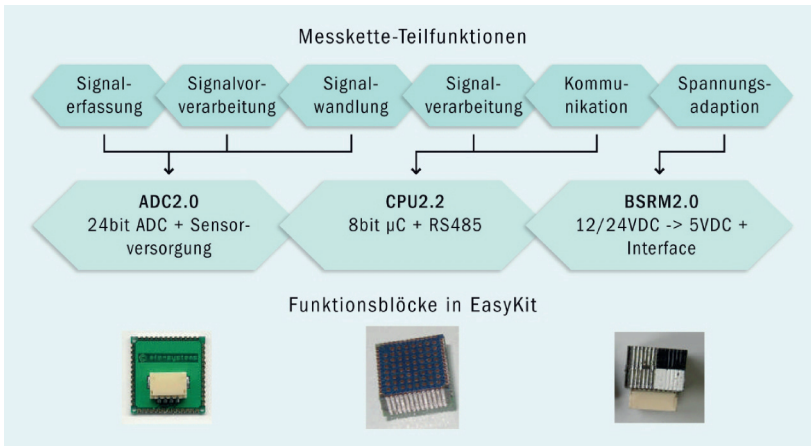 Messkette-Teilfunktionen
Signal-
erfassung
Signalvor-
verarbeitung
Signal-
wandlung
Signal-
verarbeitung
Kommu-
nikation
Spannungs-
adaption
ADC2.0
24bit ADC + Sensor-
versorgung
CPU2.2
8bit µC + RS485
BSRM2.0
12/24VDC -> 5VDC +
Interface
Funktionsblöcke in EasyKit